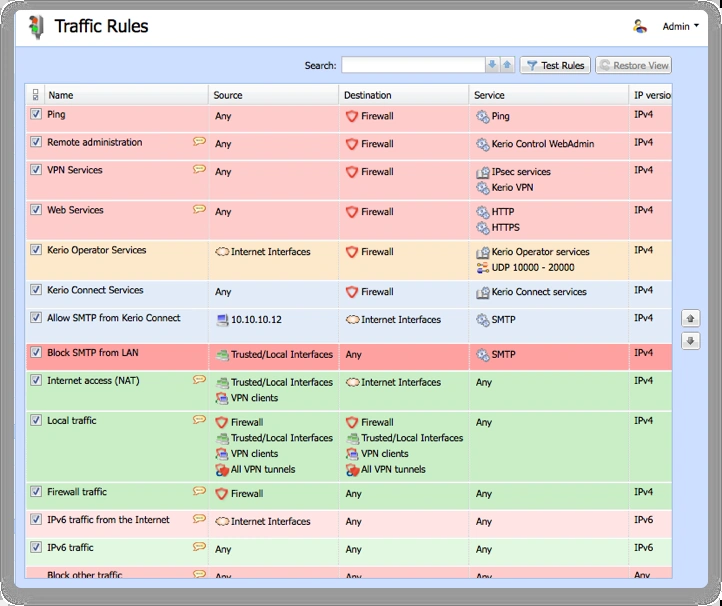 Traffic Rules
Admin
Search:
Test Rules
Restore View
Name Source Destination Service IP versio
Ping Any Firewall Ping IPv4
Remote administration Any Firewall Kerio Control WebAdmin IPv4
VPN Services Any Firewall IPsec services IPv4
Kerio VPN
Web Services Any Firewall HTTP IPv4
HTTPS
Kerio Operator Services Internet Interfaces Firewall Kerio Operator services IPv4
UDP 10000 - 20000
Kerio Connect Services Any Firewall Kerio Connect services IPv4
Allow SMTP from Kerio Connect 10.10.10.12 Internet Interfaces SMTP IPv4
Block SMTP from LAN Trusted/Local Interfaces Any SMTP IPv4
Internet access (NAT) Trusted/Local Interfaces Internet Interfaces Any IPv4
VPN clients
Local traffic Firewall Firewall Any IPv4
Trusted/Local Interfaces Trusted/Local Interfaces
VPN clients VPN clients
All VPN tunnels All VPN tunnels
Firewall traffic Firewall Any Any IPv4
IPv6 traffic from the Internet Internet Interfaces Any Any IPv6
IPv6 traffic Any Any Any IPv6
Block other traffic Any Any Any Any